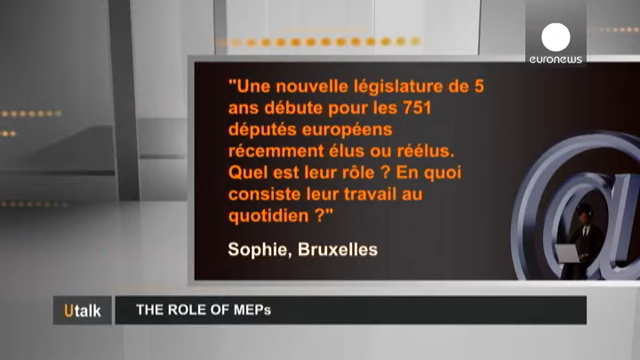 euronews
"Une nouvelle législature de 5
ans débute pour les 751
députés européens
récemment élus ou réélus.
Quel est leur rôle ? En quoi
consiste leur travail au
quotidien ?"
Sophie, Bruxelles
Utalk
THE ROLE OF MEPs